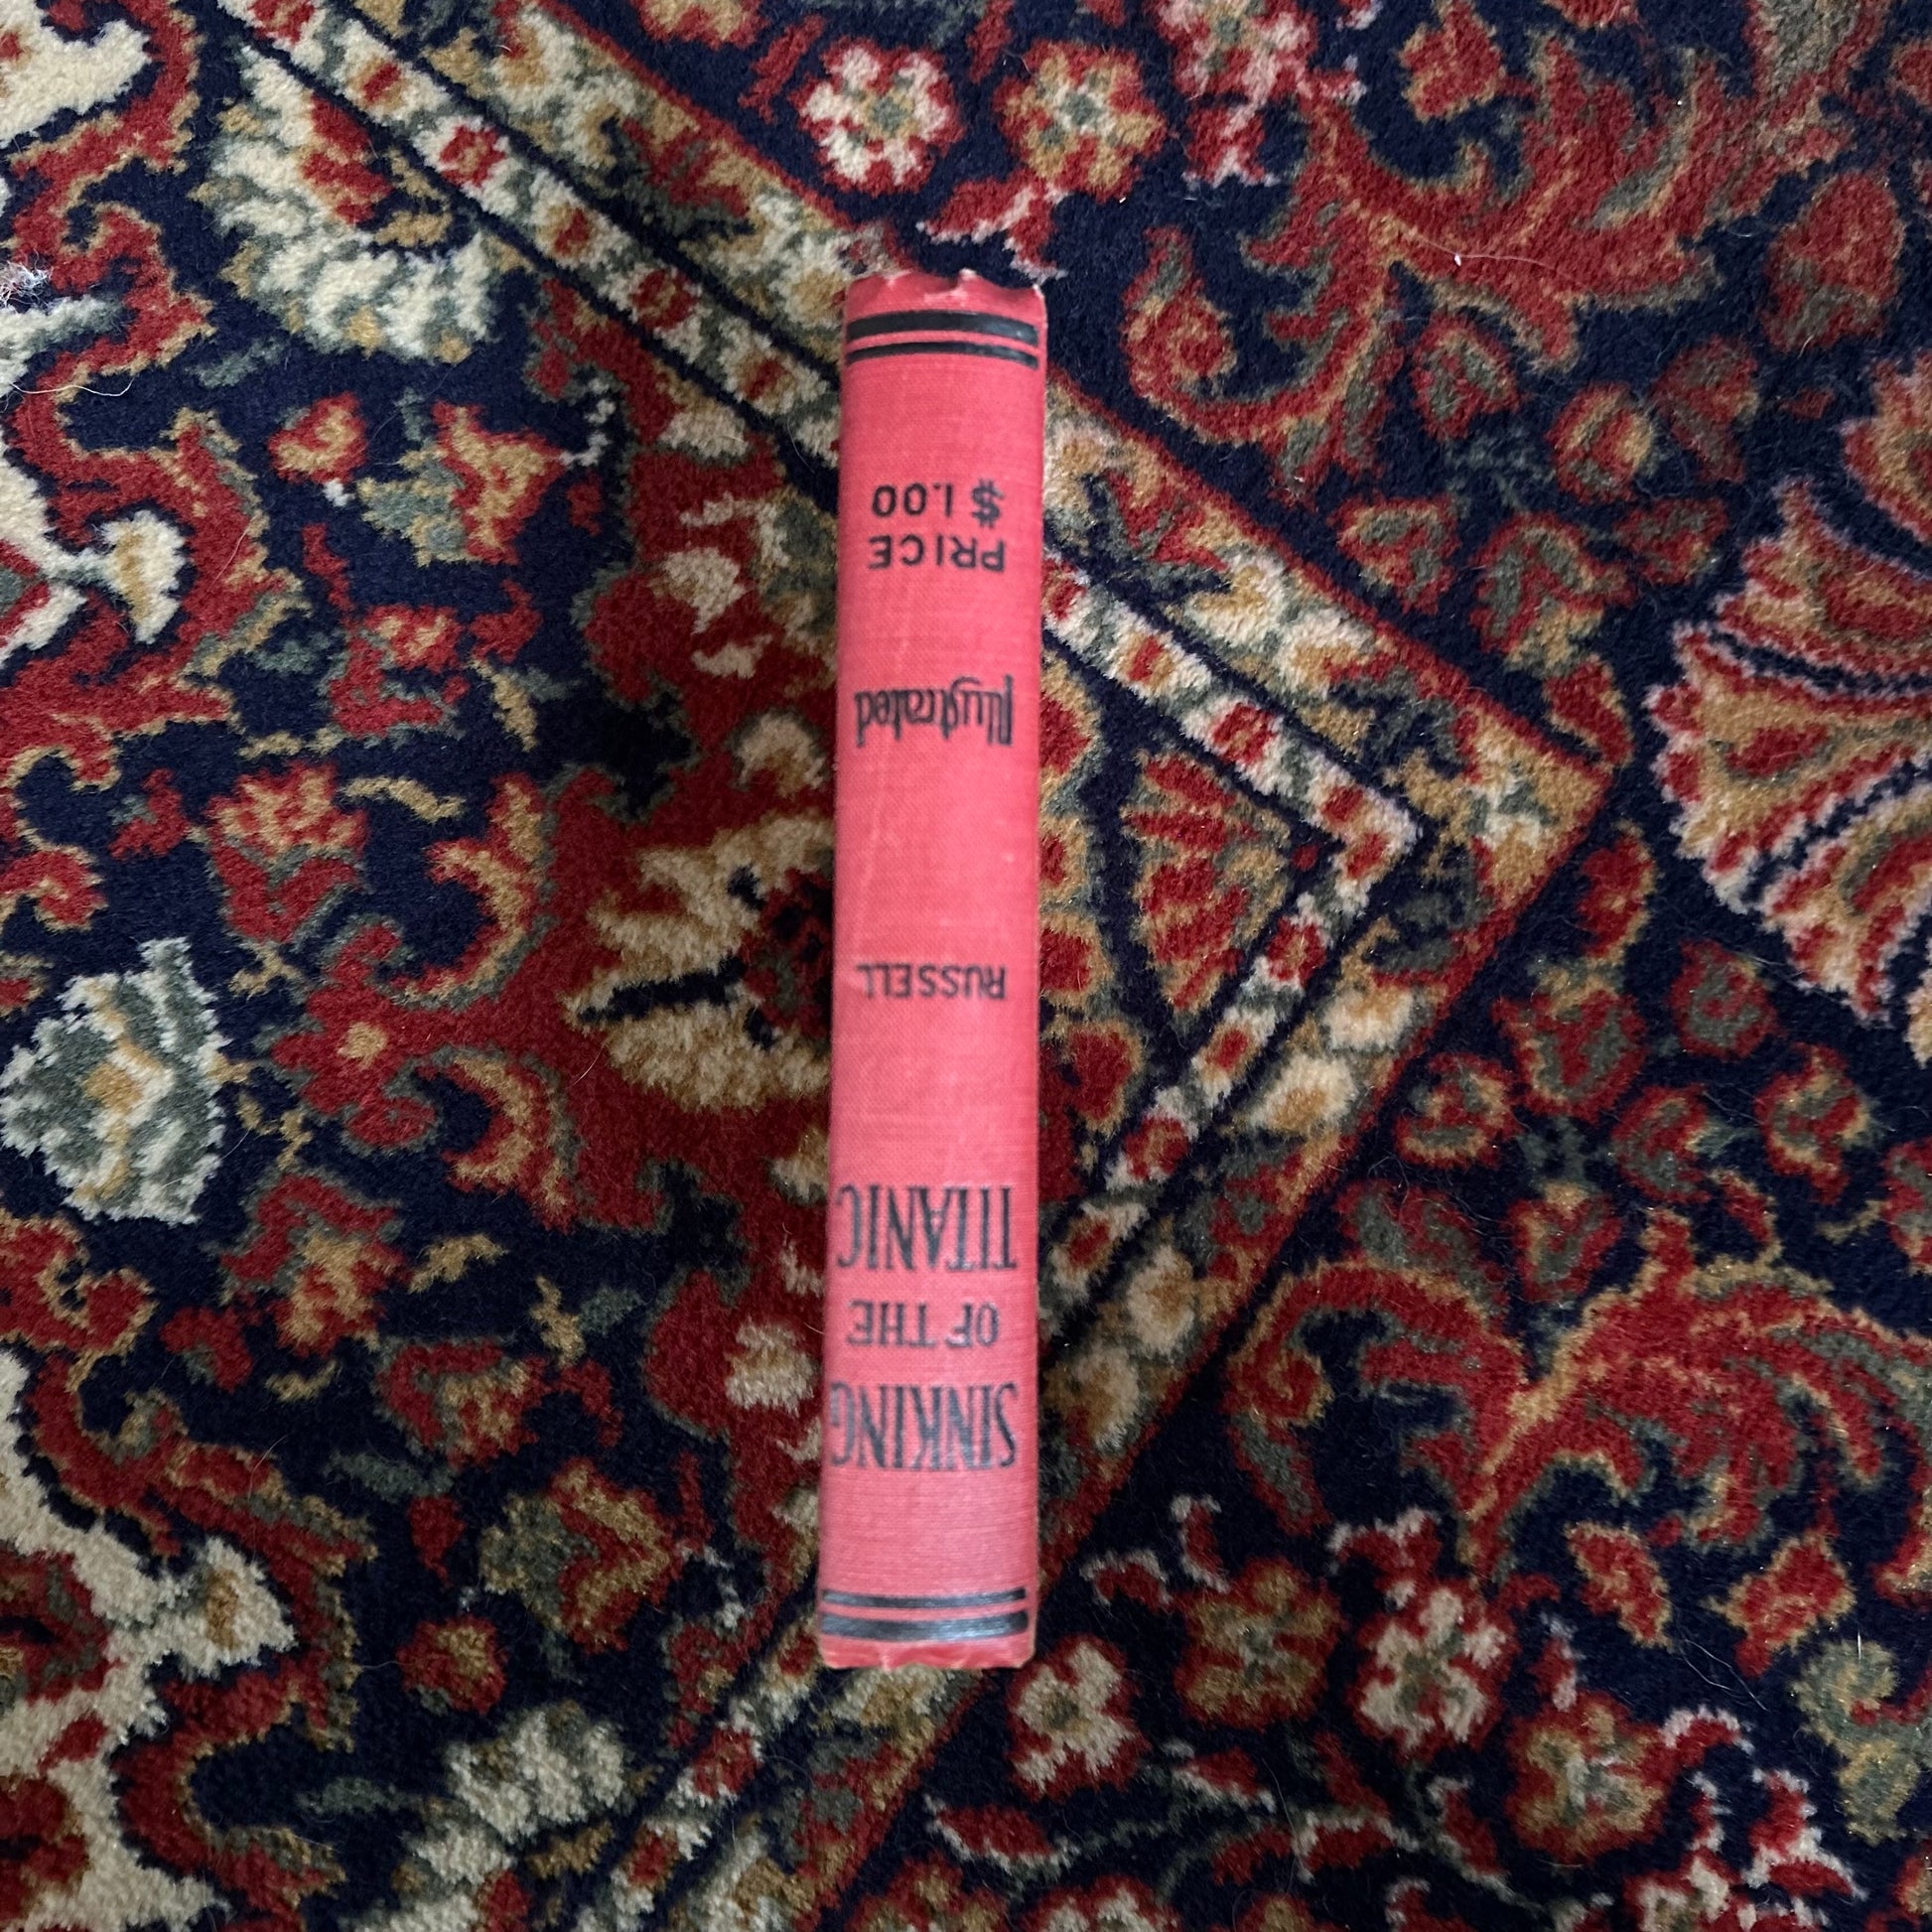 SINKING
OF THE
TITANIC
RUSSELL
Illustrated
PRICE
$1.00